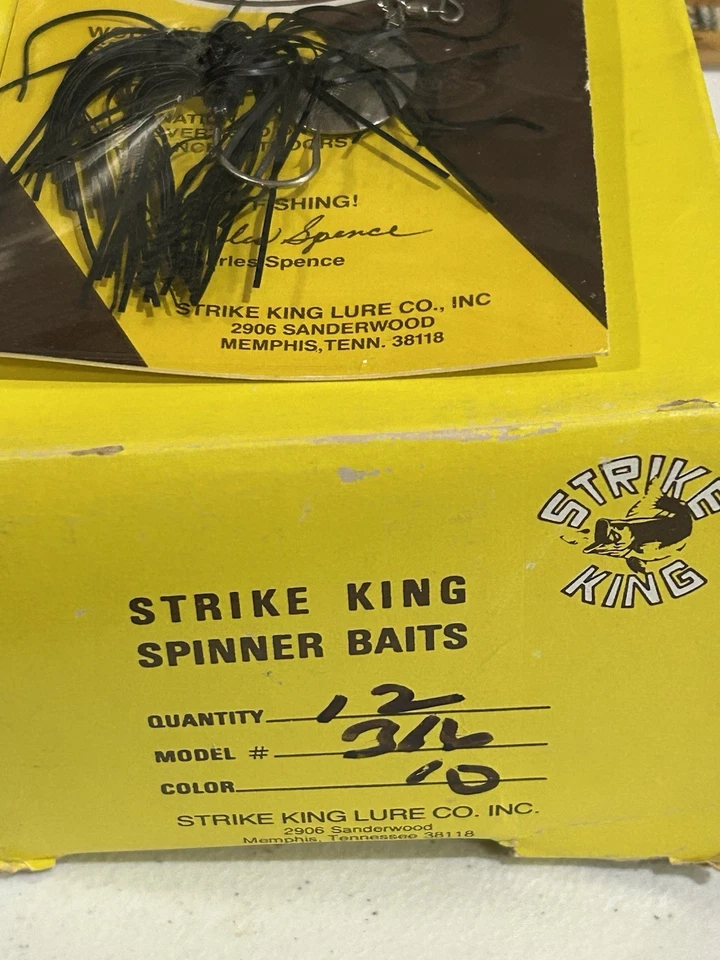 FISHING!
Spence
Spence
STRIKE KING LURE CO., INC
2906 SANDERWOOD
MEMPHIS, TENN. 38118
STRIKE
KING
STRIKE KING
SPINNER BAITS
QUANTITY 12
MODEL # 316
COLOR 10
STRIKE KING LURE CO. INC.
2906 Sanderwood
Memphis, Tennessee 38118